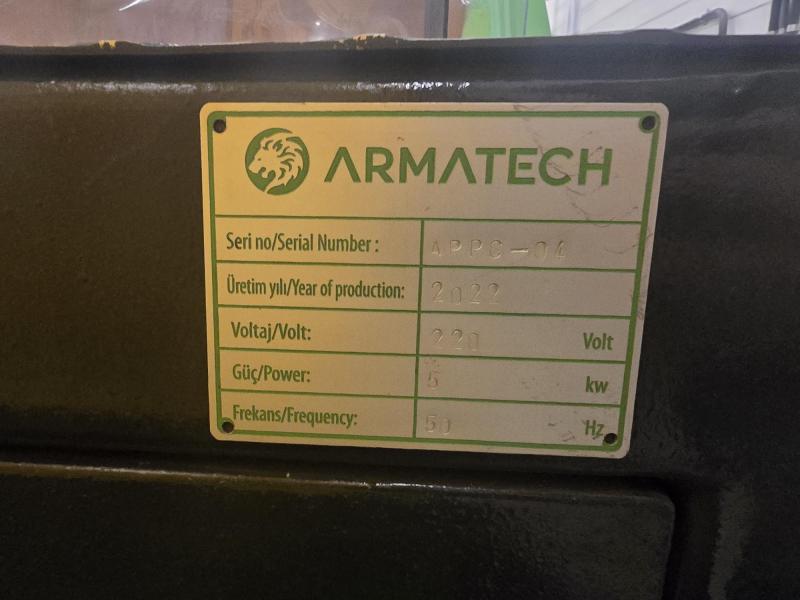 ARMATECH
Seri no/Serial Number : APPC-04
Üretim yılı/Year of production: 2022
Voltaj/Volt: 220 Volt
Güç/Power: 5 kw
Frekans/Frequency: 50 Hz